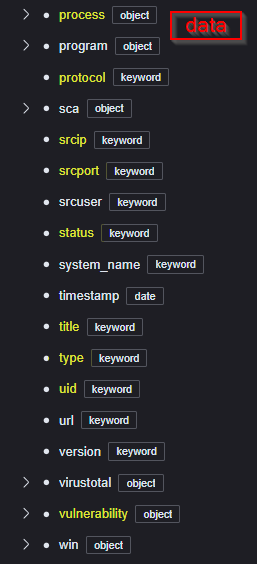 process object
data
program object
protocol keyword
sca object
srcip keyword
srcport keyword
srcuser keyword
status keyword
system_name keyword
timestamp date
title keyword
type keyword
uid keyword
url keyword
version keyword
virustotal object
vulnerability object
win object